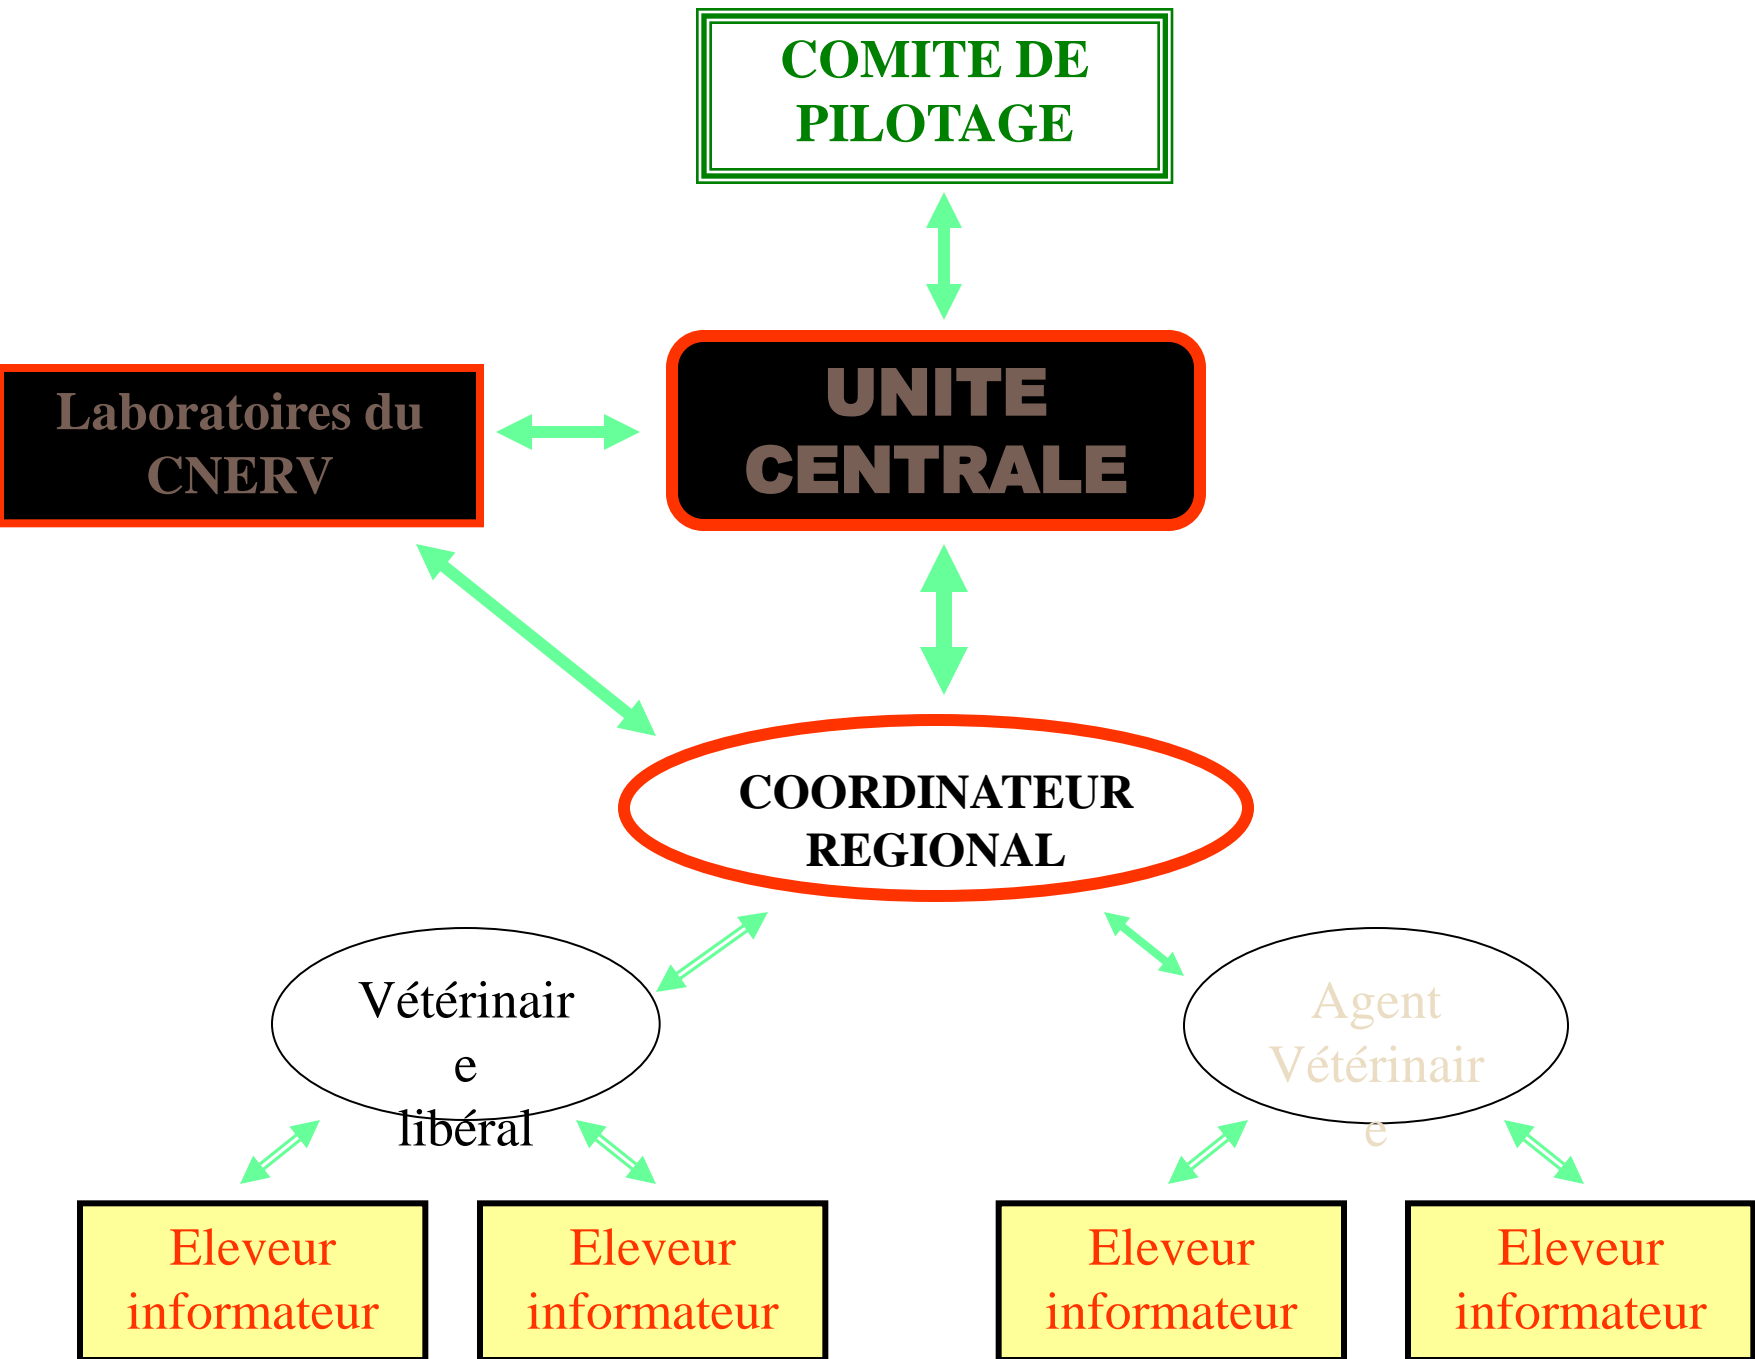 COMITE DE
PILOTAGE
UNITE
CENTRALE
Laboratoires du
CNERV
COORDINATEUR
REGIONAL
Vétérinair
e
libéral
Agent
Vétérinair
e
Eleveur
informateur
Eleveur
informateur
Eleveur
informateur
Eleveur
informateur